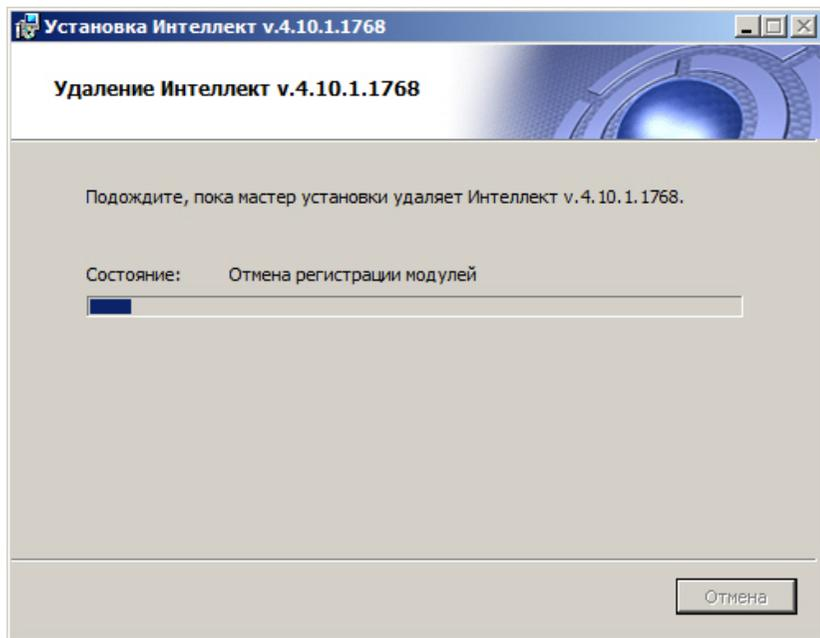 Установка Интеллект v.4.10.1.1768
Удаление Интеллект v.4.10.1.1768
Подождите, пока мастер установки удаляет Интеллект v.4.10.1.1768.
Состояние: Отмена регистрации модулей
Отмена